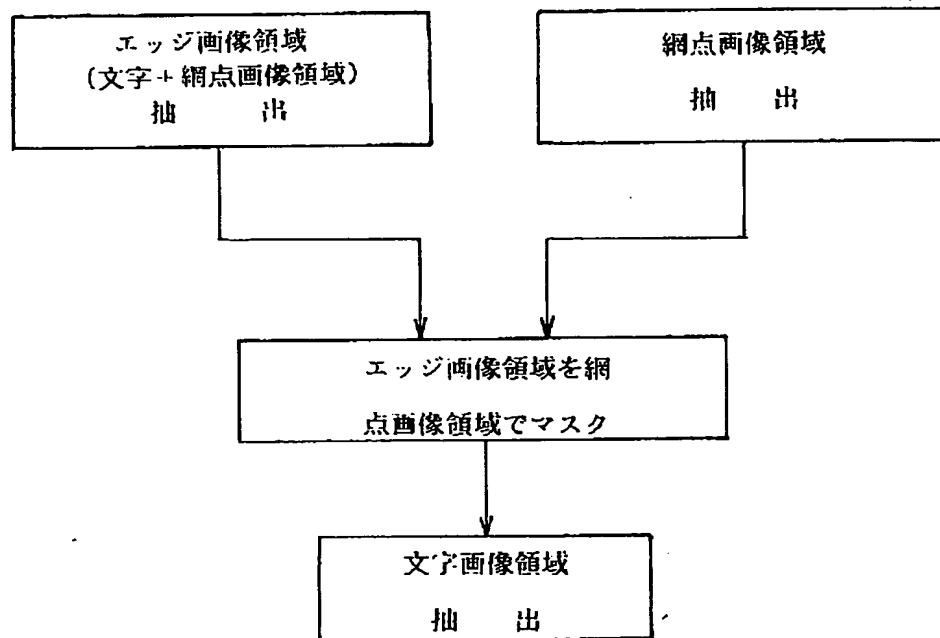 エッジ画像領域
(文字+網点画像領域)
抽 出
網点画像領域
抽 出
エッジ画像領域を網
点画像領域でマスク
文字画像領域
抽 出